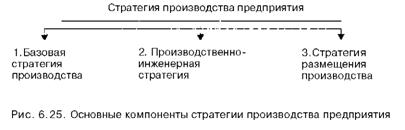 Стратегия производства предприятия
1.Базовая
стратегия
производства
2. Производственно-
инженерная
стратегия
3.Стратегия
размещения
производства
Рис. 6.25. Основные компоненты стратегии производства предприятия